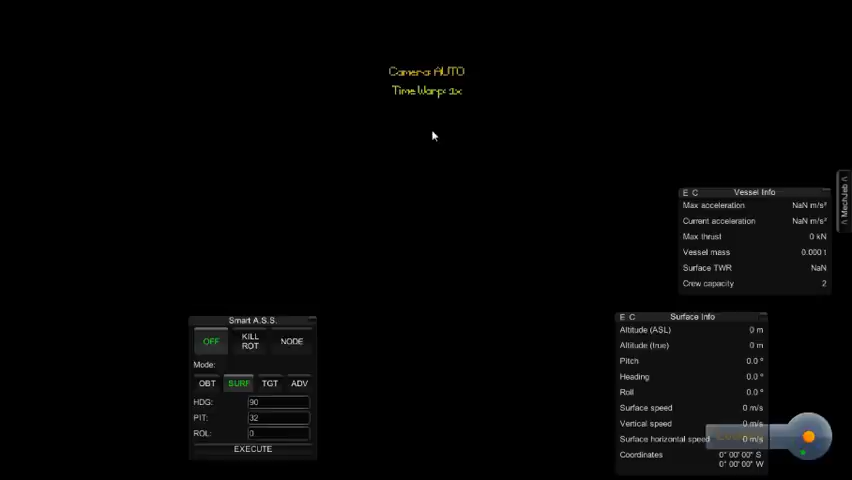 Camera: AUTO
Time Warp: 1x
E C Vessel Info
Max acceleration NaN m/s²
Current acceleration NaN m/s²
Max thrust 0 kN
Vessel mass 0.000 t
Surface TWR NaN
Crew capacity 2
/\ MechJeb /\
Smart A.S.S.
OFF
KILL
ROT
NODE
Mode:
OBT SURF TGT ADV
HDG: 90
PIT: 32
ROL: 0
EXECUTE
E C Surface Info
Altitude (ASL) 0 m
Altitude (true) 0 m
Pitch 0.0 °
Heading 0.0 °
Roll 0.0 °
Surface speed 0 m/s
Vertical speed 0 m/s
Surface horizontal speed 0 m/s
Coordinates 0° 00' 00" S
0° 00' 00" W